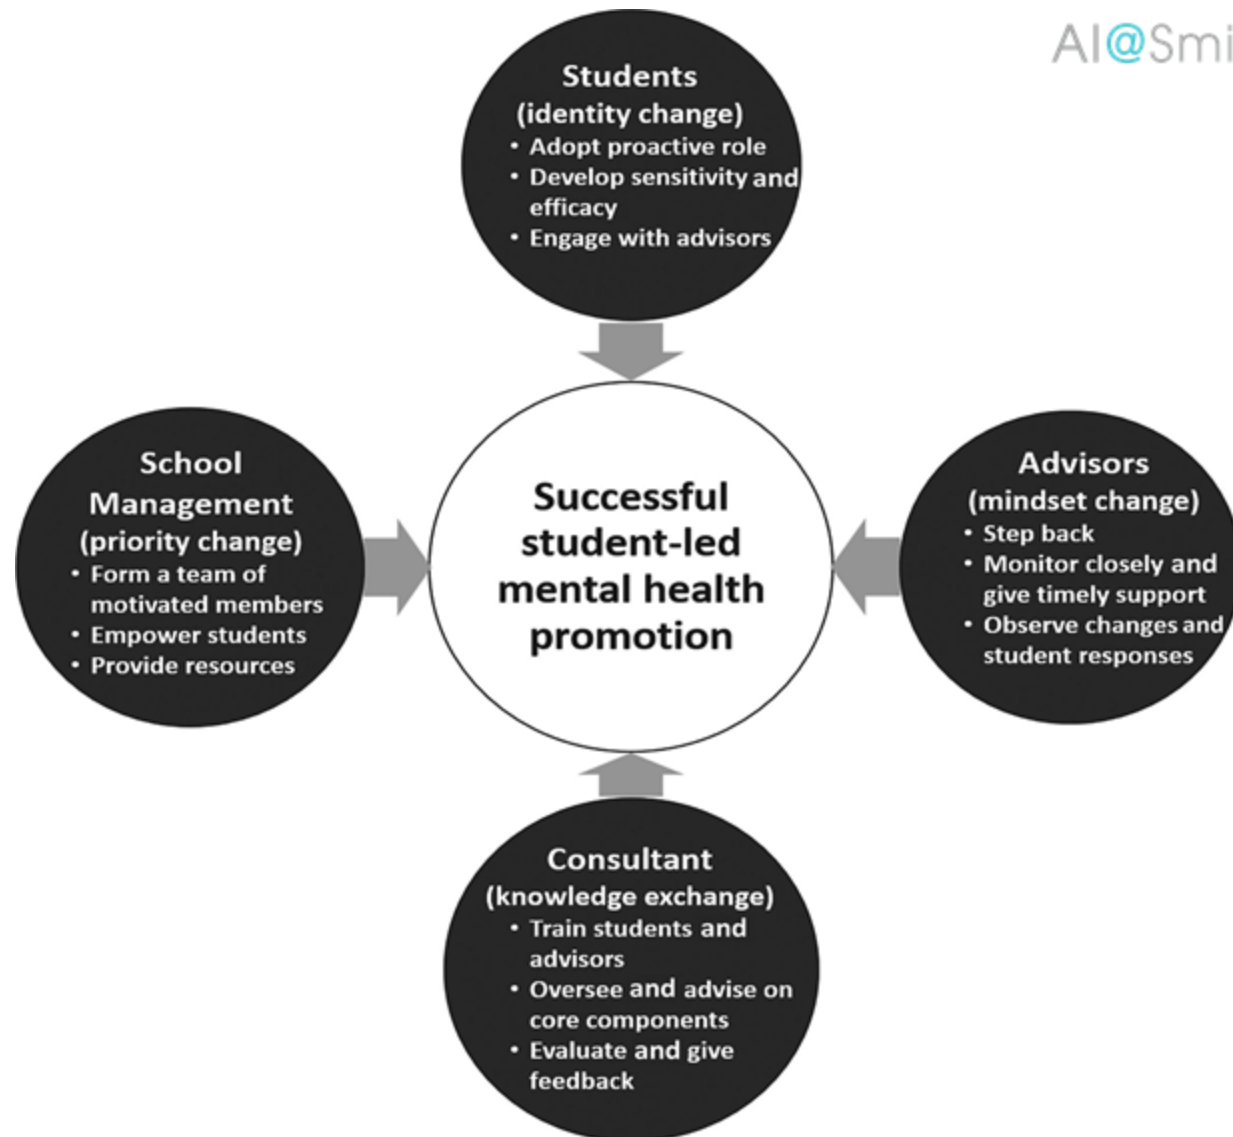 AI@Smi
Students
(identity change)
• Adopt proactive role
• Develop sensitivity and
efficacy
• Engage with advisors
School
Management
(priority change)
• Form a team of
motivated members
• Empower students
• Provide resources
Successful
student-led
mental health
promotion
Advisors
(mindset change)
• Step back
• Monitor closely and
give timely support
• Observe changes and
student responses
Consultant
(knowledge exchange)
• Train students and
advisors
• Oversee and advise on
core components
• Evaluate and give
feedback